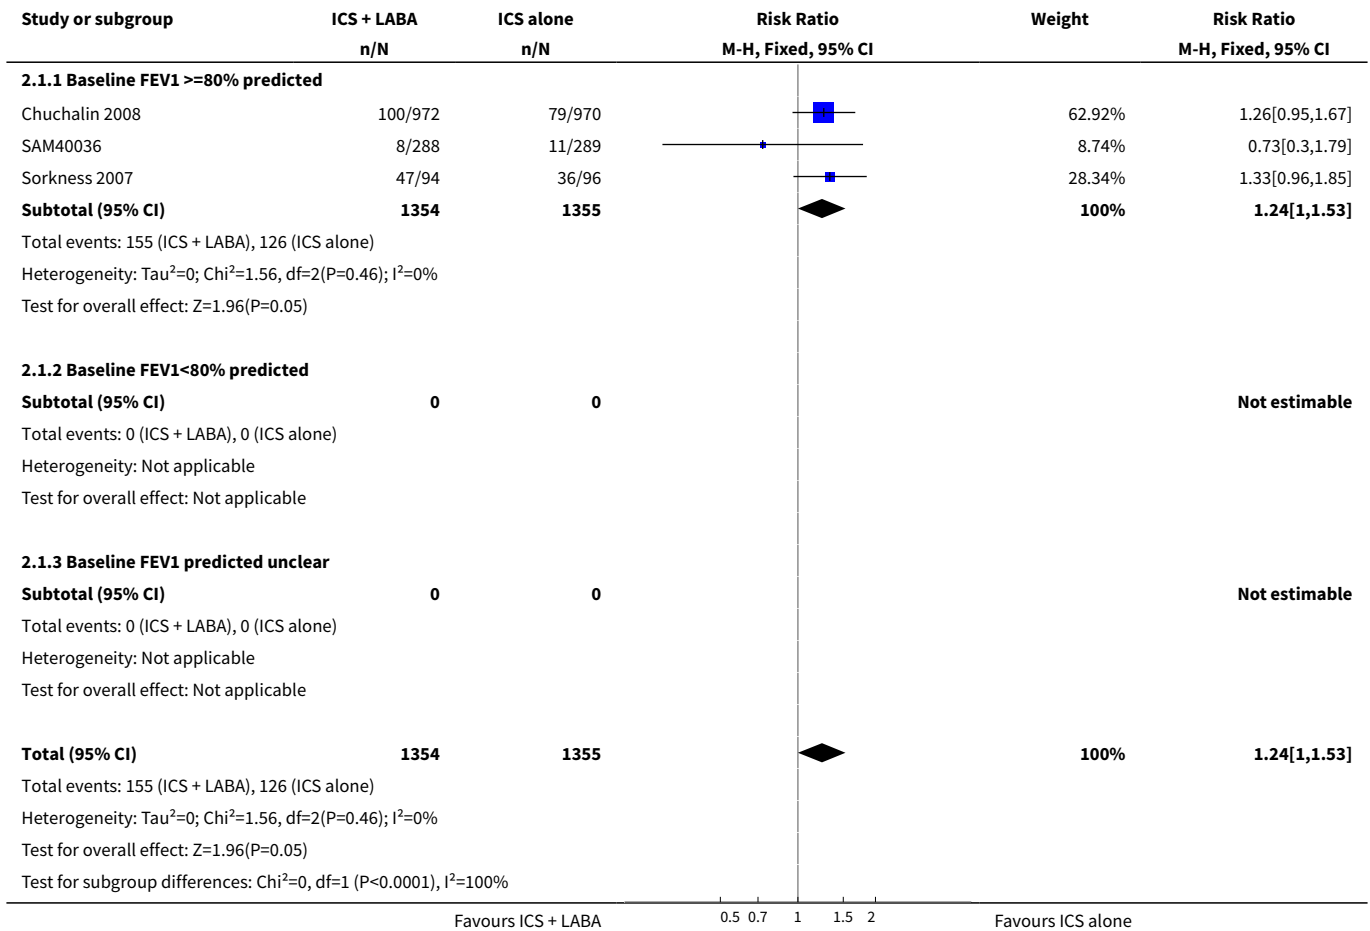 Study or subgroup ICS + LABA ICS alone Risk Ratio Weight Risk Ratio
n/N n/N M-H, Fixed, 95% CI M-H, Fixed, 95% CI
2.1.1 Baseline FEV1 >=80% predicted
Chuchalin 2008 100/972 79/970 62.92% 1.26[0.95,1.67]
SAM40036 8/288 11/289 8.74% 0.73[0.3,1.79]
Sorkness 2007 47/94 36/96 28.34% 1.33[0.96,1.85]
Subtotal (95% CI) 1354 1355 100% 1.24[1,1.53]
Total events: 155 (ICS + LABA), 126 (ICS alone)
Heterogeneity: Tau²=0; Chi²=1.56, df=2(P=0.46); I²=0%
Test for overall effect: Z=1.96(P=0.05)
2.1.2 Baseline FEV1<80% predicted
Subtotal (95% CI) 0 0 Not estimable
Total events: 0 (ICS + LABA), 0 (ICS alone)
Heterogeneity: Not applicable
Test for overall effect: Not applicable
2.1.3 Baseline FEV1 predicted unclear
Subtotal (95% CI) 0 0 Not estimable
Total events: 0 (ICS + LABA), 0 (ICS alone)
Heterogeneity: Not applicable
Test for overall effect: Not applicable
Total (95% CI) 1354 1355 100% 1.24[1,1.53]
Total events: 155 (ICS + LABA), 126 (ICS alone)
Heterogeneity: Tau²=0; Chi²=1.56, df=2(P=0.46); I²=0%
Test for overall effect: Z=1.96(P=0.05)
Test for subgroup differences: Chi²=0, df=1 (P<0.0001), I²=100%
Favours ICS + LABA 0.5 0.7 1 1.5 2 Favours ICS alone